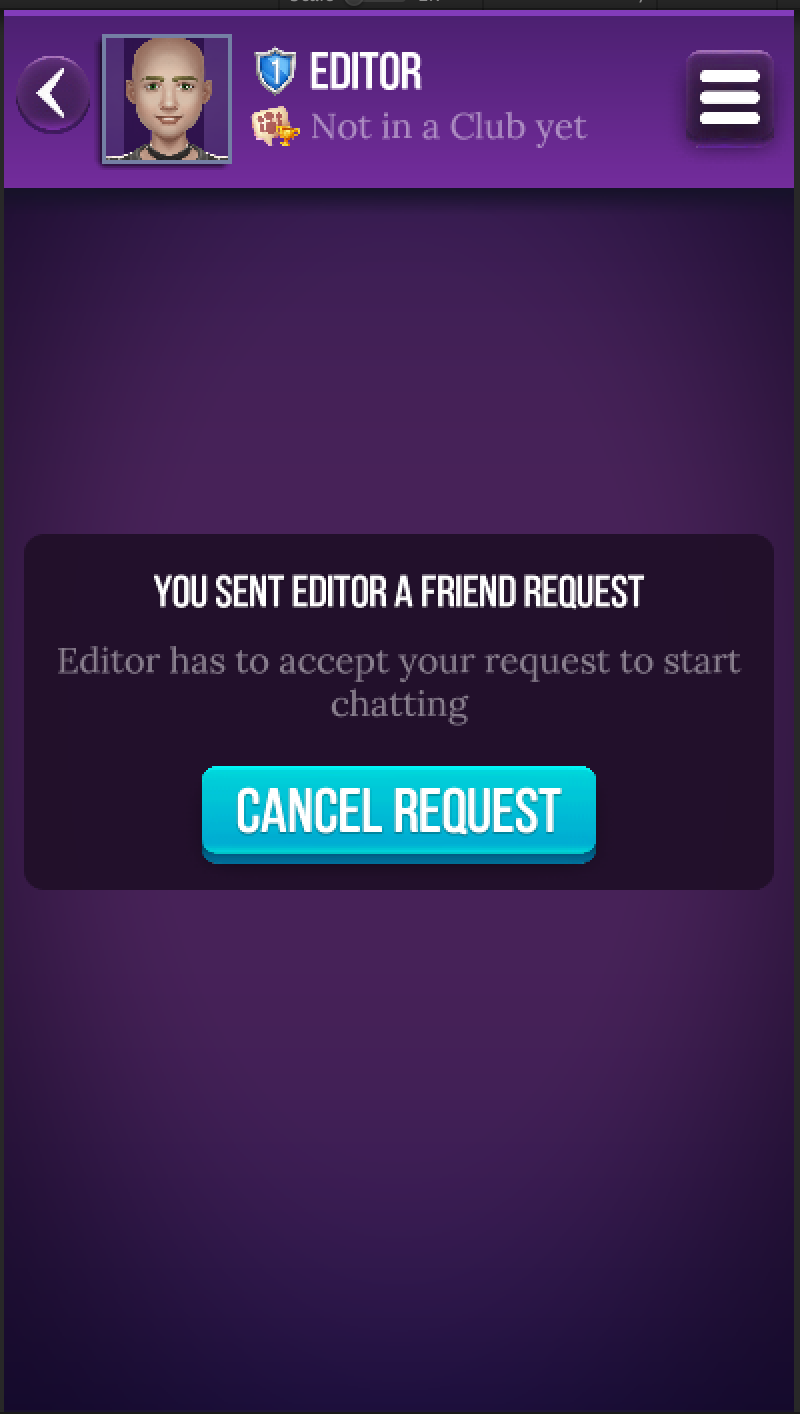 1
EDITOR
Not in a Club yet
YOU SENT EDITOR A FRIEND REQUEST
Editor has to accept your request to start
chatting
CANCEL REQUEST